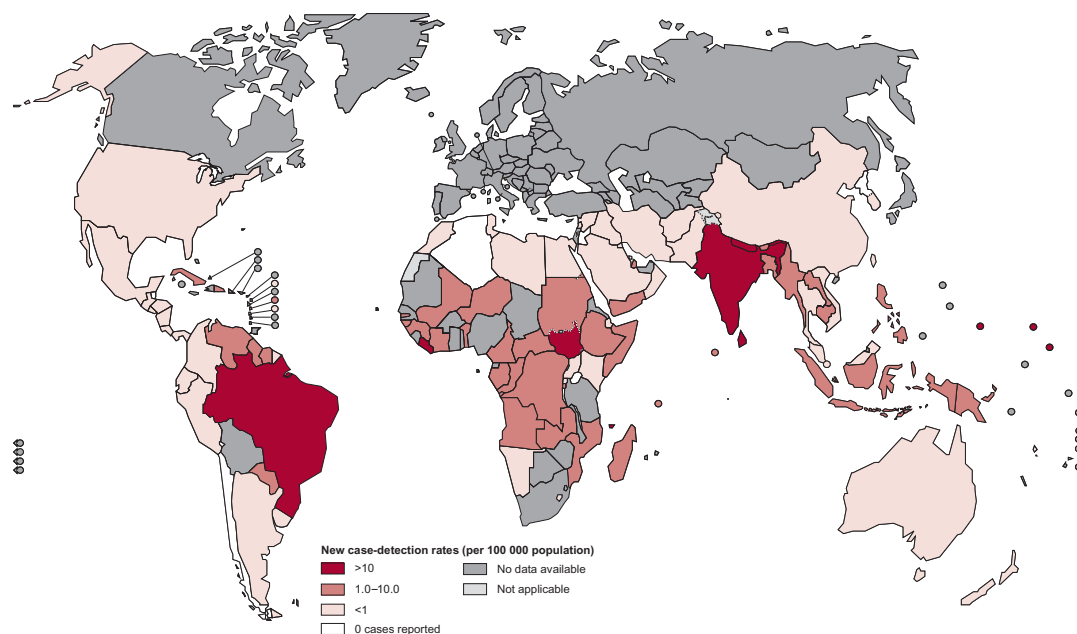 New case-detection rates (per 100 000 population)
>10
1.0–10.0
<1
0 cases reported
No data available
Not applicable